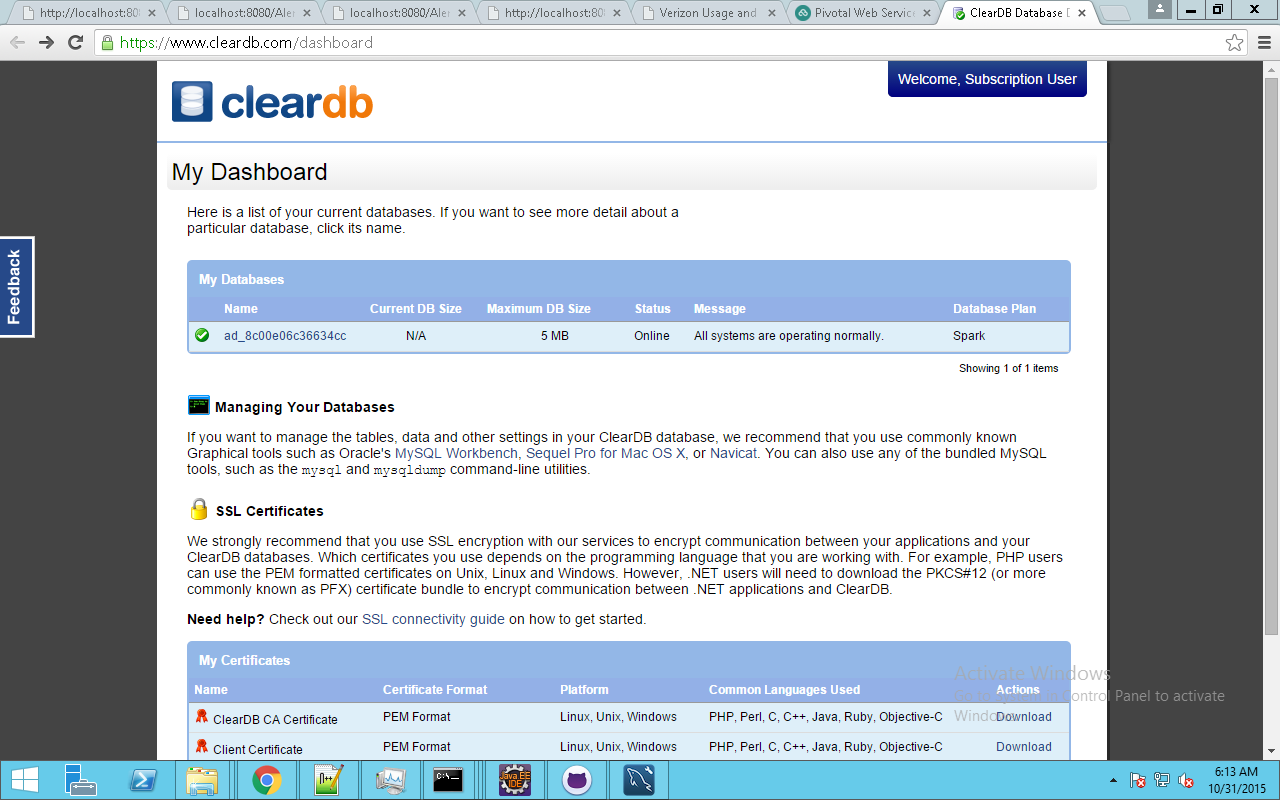 http://localhost:80
localhost:8080/Aler
localhost:8080/Aler
http://localhost:80
Verizon Usage and
Pivotal Web Service
ClearDB Database D
https://www.cleardb.com/dashboard
Welcome, Subscription User
cleardb
My Dashboard
Here is a list of your current databases. If you want to see more detail about a
particular database, click its name.
Feedback
My Databases
Name Current DB Size Maximum DB Size Status Message Database Plan
ad_8c00e06c36634cc N/A 5 MB Online All systems are operating normally. Spark
Showing 1 of 1 items
Managing Your Databases
If you want to manage the tables, data and other settings in your ClearDB database, we recommend that you use commonly known
Graphical tools such as Oracle's MySQL Workbench, Sequel Pro for Mac OS X, or Navicat. You can also use any of the bundled MySQL
tools, such as the mysql and mysqldump command-line utilities.
SSL Certificates
We strongly recommend that you use SSL encryption with our services to encrypt communication between your applications and your
ClearDB databases. Which certificates you use depends on the programming language that you are working with. For example, PHP users
can use the PEM formatted certificates on Unix, Linux and Windows. However, .NET users will need to download the PKCS#12 (or more
commonly known as PFX) certificate bundle to encrypt communication between .NET applications and ClearDB.
Need help? Check out our SSL connectivity guide on how to get started.
My Certificates
Name Certificate Format Platform Common Languages Used Actions
ClearDB CA Certificate PEM Format Linux, Unix, Windows PHP, Perl, C, C++, Java, Ruby, Objective-C Download
Client Certificate PEM Format Linux, Unix, Windows PHP, Perl, C, C++, Java, Ruby, Objective-C Download
Activate Windows
Go to System in Control Panel to activate
Windows.
Java EE
IDE
6:13 AM
10/31/2015